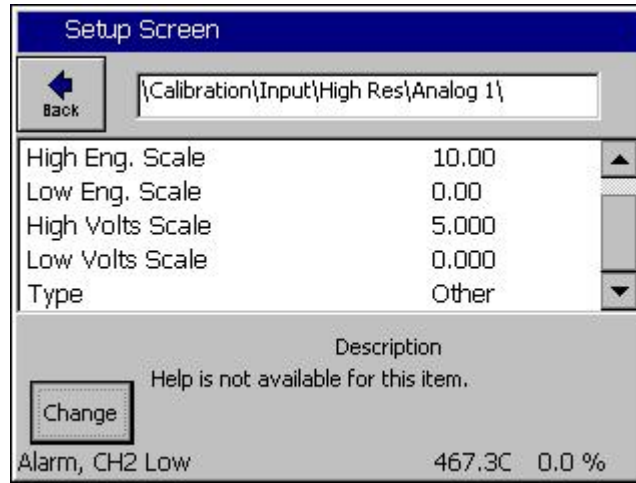 Setup Screen
Back
\Calibration\Input\High Res\Analog 1\
High Eng. Scale 10.00
Low Eng. Scale 0.00
High Volts Scale 5.000
Low Volts Scale 0.000
Type Other
Description
Help is not available for this item.
Change
Alarm, CH2 Low 467.3C 0.0 %